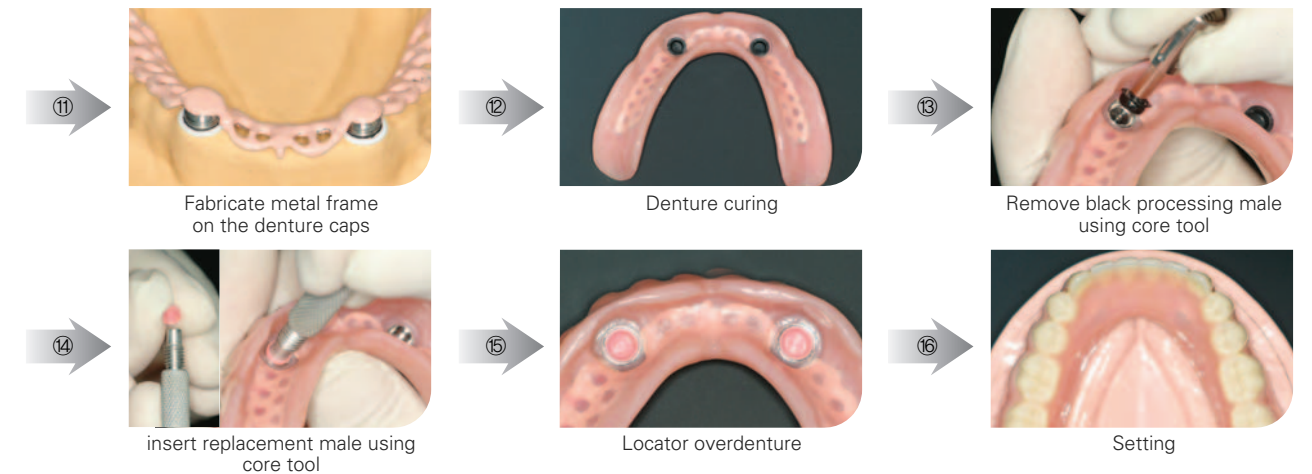 ⑪
Fabricate metal frame
on the denture caps
⑫
Denture curing
⑬
Remove black processing male
using core tool
⑭
insert replacement male using
core tool
⑮
Locator overdenture
⑯
Setting